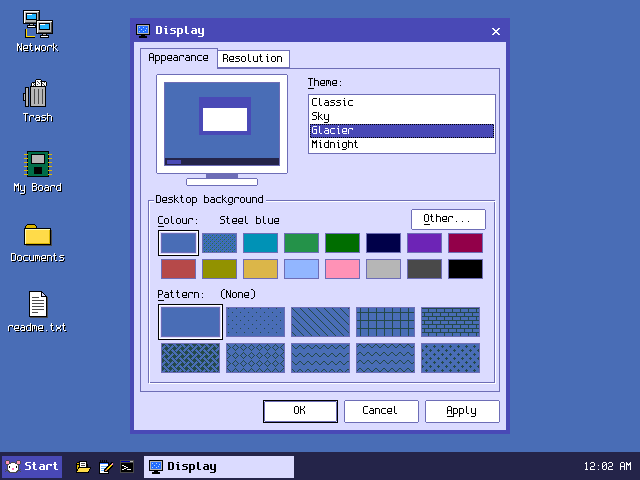 Network
Trash
My Board
Documents
readme.txt
Display
Appearance
Resolution
Theme:
Classic
Sky
Glacier
Midnight
Desktop background
Colour: Steel blue
Other...
Pattern: (None)
OK
Cancel
Apply
Start
Display
12:02 AM